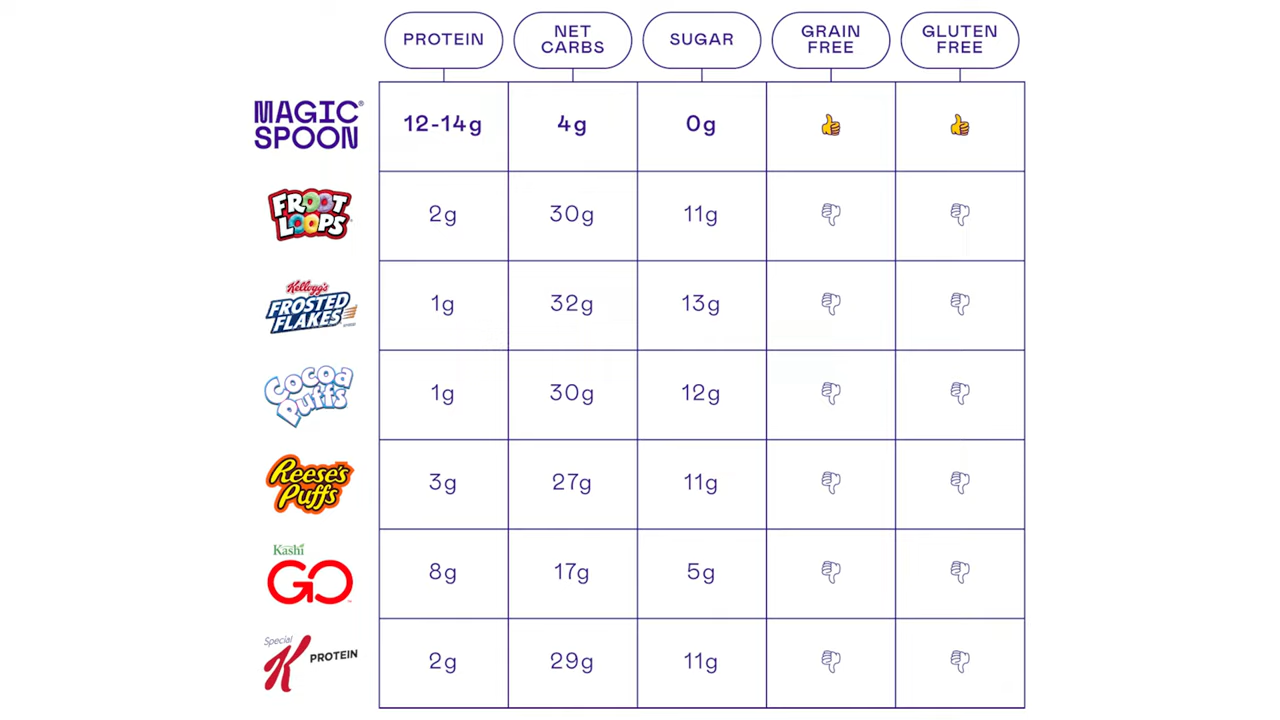 PROTEIN
NET
CARBS
SUGAR
GRAIN
FREE
GLUTEN
FREE
MAGIC®
SPOON
12-14g
4g
0g
FROOT
LOOPS
2g
30g
11g
Kellogg's
FROSTED
FLAKES
1g
32g
13g
Cocoa
Puffs
1g
30g
12g
Reese's
Puffs
3g
27g
11g
Kashi
GO
8g
17g
5g
Special
K PROTEIN
2g
29g
11g